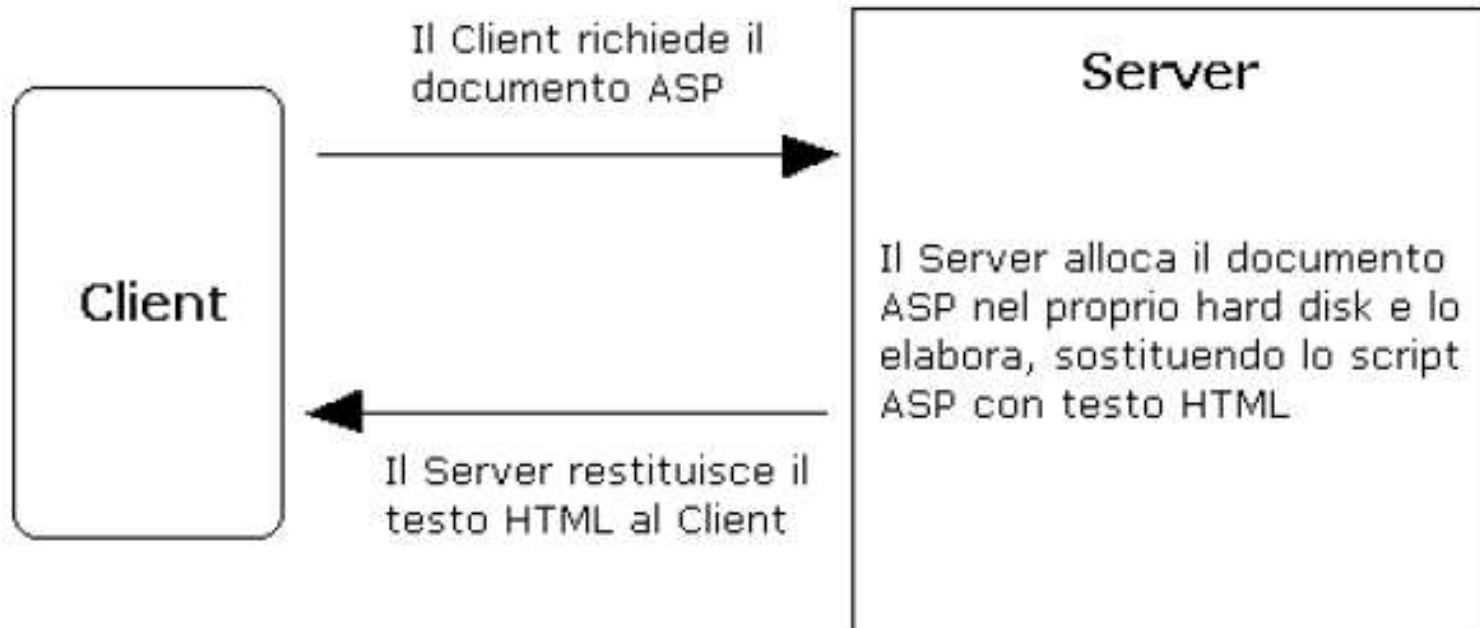 Il Client richiede il
documento ASP
Server
Client
Il Server alloca il documento
ASP nel proprio hard disk e lo
elabora, sostituendo lo script
ASP con testo HTML
Il Server restituisce il
testo HTML al Client